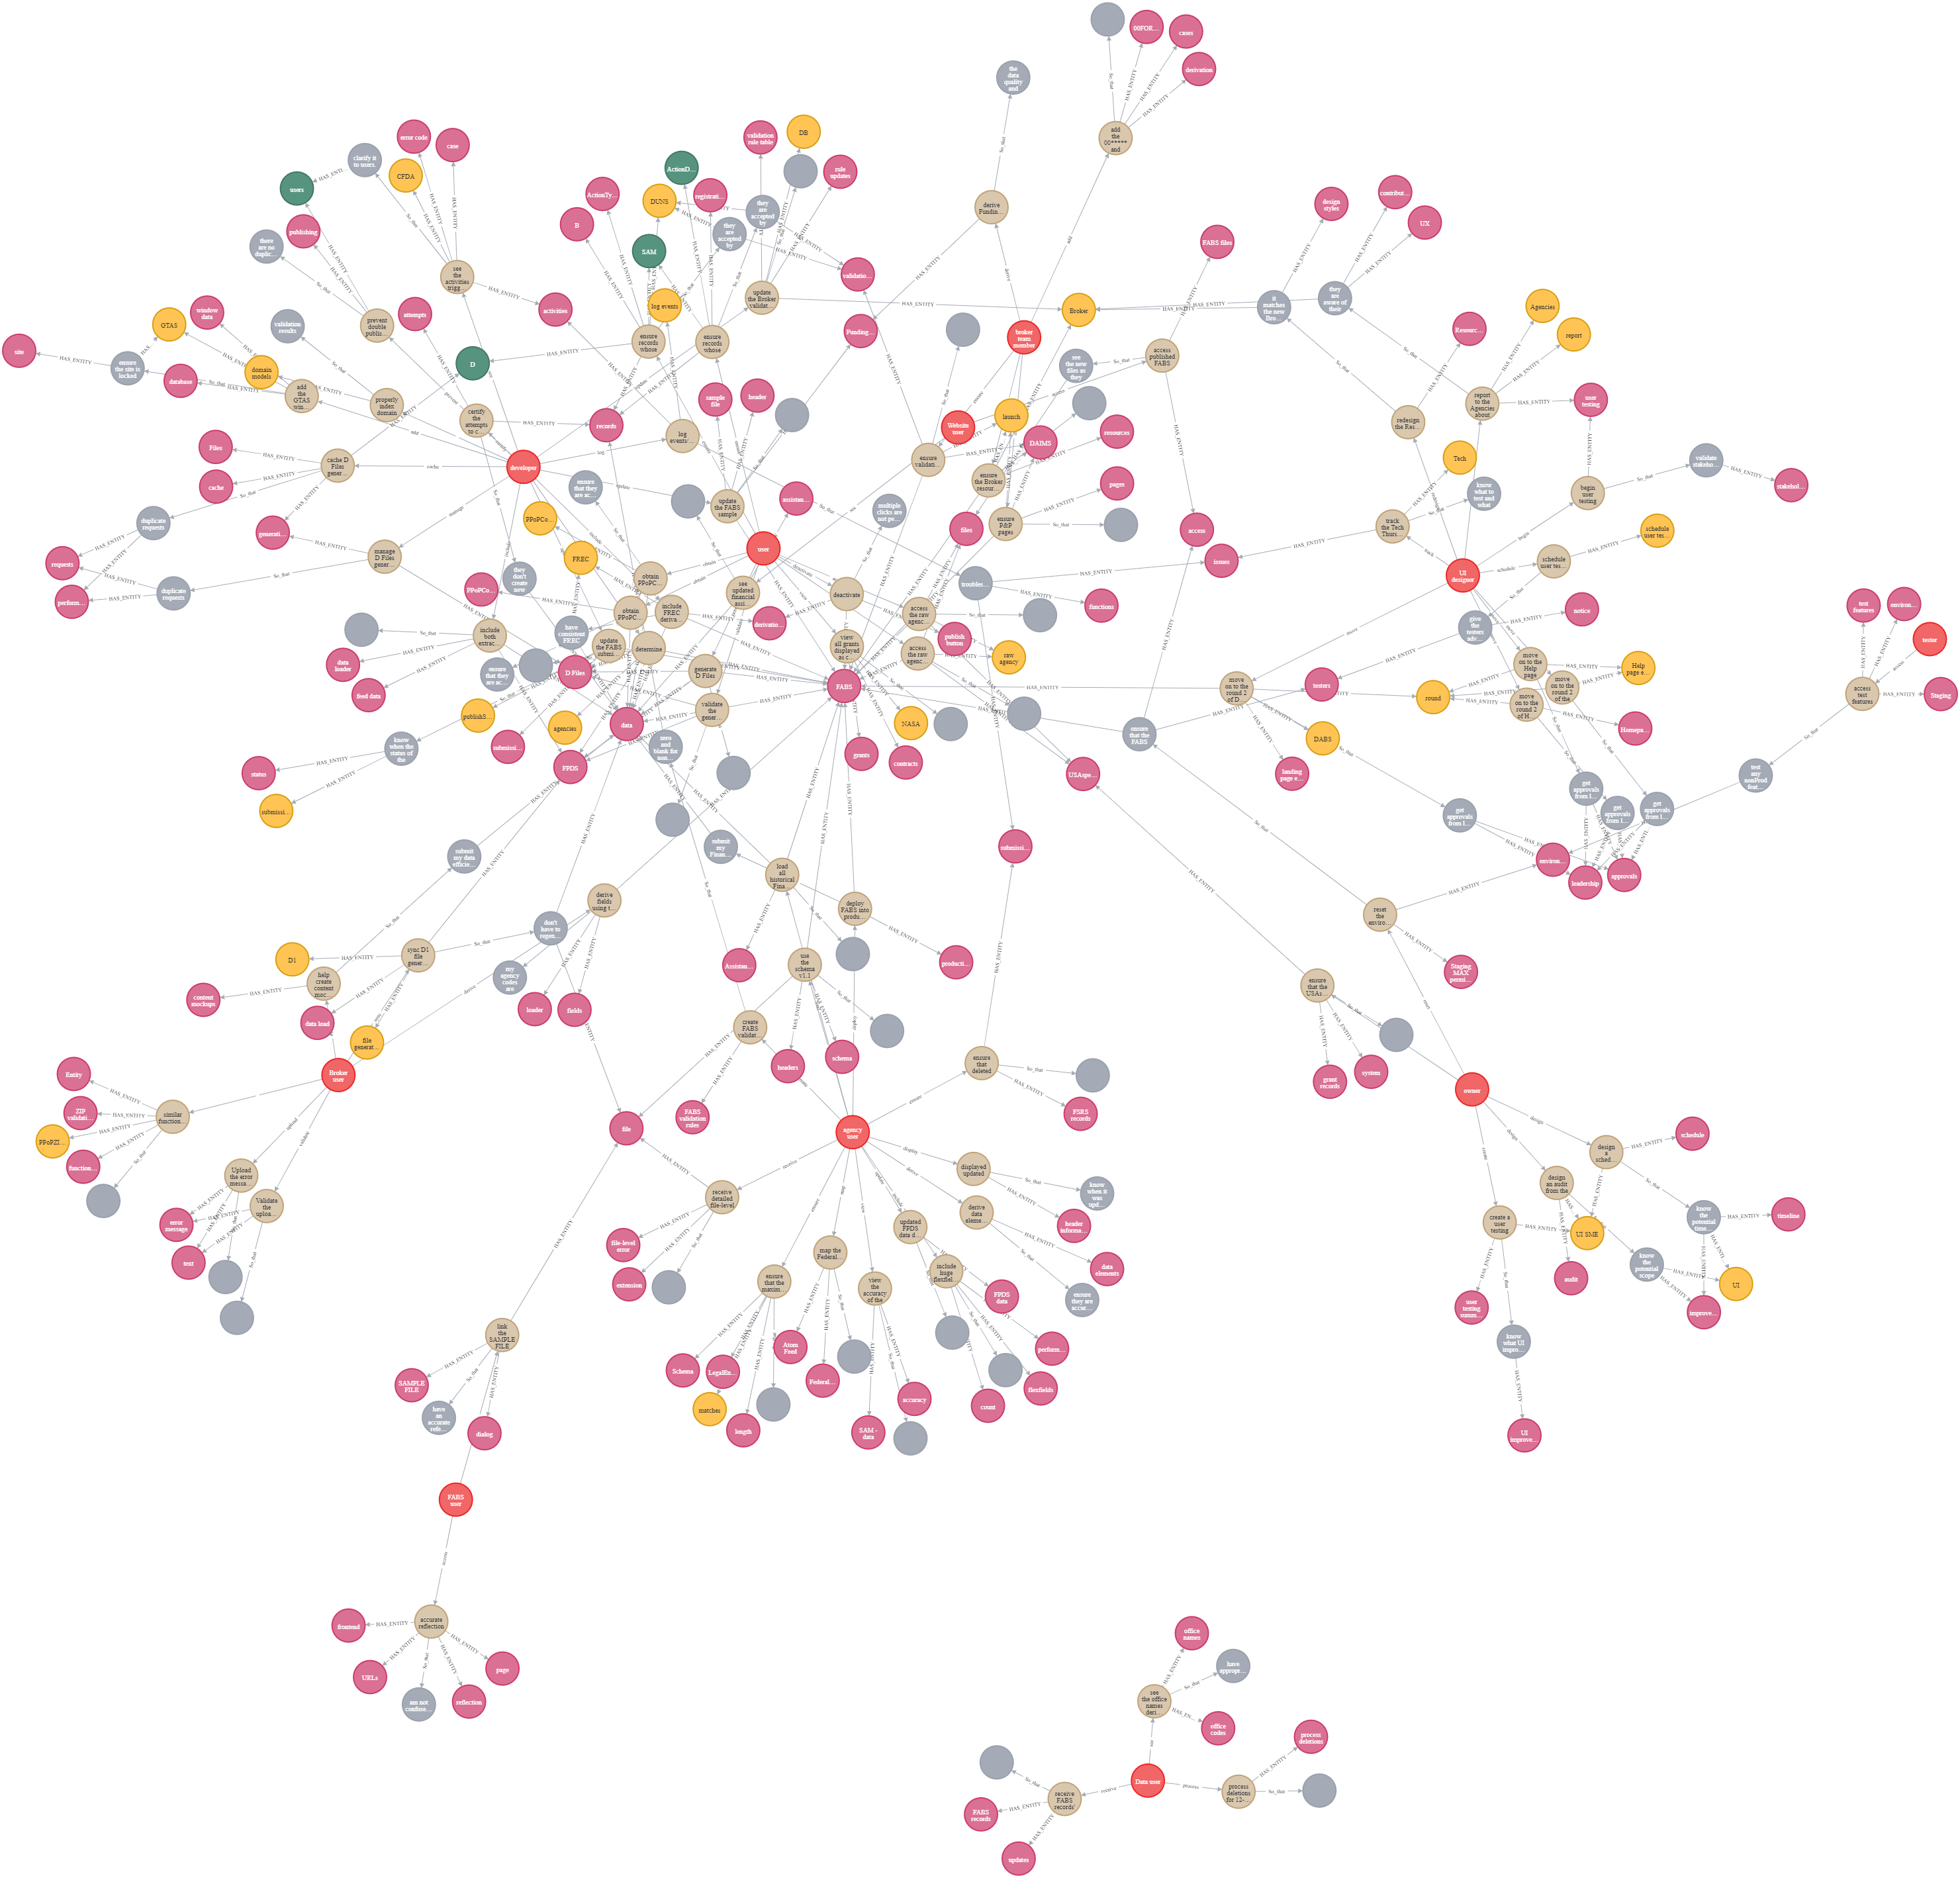 00FOR...
cases
derivation
the
data
quality
and
add
the
00*****
and
error code
case
clarify it
to users.
CFDA
users
publishing
there
are no
duplic...
validation
rule table
DB
ActionD...
registrati...
rule
updates
ActionTy...
B
DUNS
they
are
accepted
by
they
are
accepted
by
SAM
derive
Fundin...
design
styles
contribut...
UX
FABS files
see
the
activities
trigg...
validatio...
log events
update
the Broker
validat...
activities
Broker
it
matches
the new
Bro...
they
are
aware of
their
Agencies
report
GTAS
window
data
attempts
prevent
double
publis...
validation
results
ensure
records
whose
ensure
records
whose
Funding...
broker
team
member
Resourc...
access
published
FABS
see
the new
files as
they
site
ensure
the site is
locked
database
domain
models
add
the
GTAS
win...
properly
index
domain...
D
sample
file
header
launch
DAIMS
resources
report
to the
Agencies
about
user
testing
redesign
the Res...
certify
the
attempts
to c...
records
log
events/...
Website
user
Files
cache D
Files
gener...
developer
ensure
validati...
ensure
the Broker
resour...
Tech
validate
stakeho...
stakehol...
begin
user
testing
know
what to
test and
what
cache
ensure
that they
are ac...
update
the FABS
sample
assistan...
multiple
clicks are
not pe...
pages
generati...
duplicate
requests
PPoPCo...
files
ensure
P&P
pages
access
track
the Tech
Thurs...
schedule
user tes...
manage
D Files
gener...
FREC
user
issues
requests
they
don't
create
new
obtain
PPoPC...
troubles...
schedule
user tes...
UI
designer
perform...
duplicate
requests
PPoPCo...
see
updated
financial
assi...
deactivate
functions
notice
test
features
environ...
obtain
PPoPC...
include
FREC
deriva...
derivatio...
access
the raw
agenc...
give
the
testers
adv...
tester
include
both
extrac...
have
consistent
FREC
update
the FABS
submi...
determine
view
all grants
displayed
as c...
access
the raw
agenc...
publish
button
raw
agency
data
loader
feed data
ensure
that they
are ac...
D Files
generate
D Files
FABS
move
on to the
Help
page
Help
page e...
move
on to the
round 2
of the
move
on to the
round 2
of H...
move
on to the
round 2
of D...
testers
round
access
test
features
Staging
Homepa...
publishS...
agencies
data
validate
the
gener...
NASA
ensure
that the
FABS
DABS
know
when the
status of
the
submissi...
zero
and
blank for
non...
grants
contracts
landing
page e...
status
FPDS
USAspe...
test
any
nonProd
feat...
submissi...
get
approvals
from l...
get
approvals
from l...
get
approvals
from l...
get
approvals
from l...
submit
my data
efficie...
submit
my
Finan...
submissi...
environ...
leadership
approvals
load
all
historical
Fina...
derive
fields
using t...
deploy
FABS into
produ...
reset
the
enviro...
don't
have to
regen...
D1
sync D1
file
gener...
help
create
content
moc...
my
agency
codes
are
Assistan...
use
the
schema
v1.1
producti...
Staging
MAX
permi...
content
mockups
data load
loader
fields
ensure
that the
USAs...
file
generat...
create
FABS
validat...
schema
ensure
that
deleted
Entity
Broker
user
headers
grant
records
system
owner
ZIP
validati...
similar
function...
FABS
validation
rules
FSRS
records
PPoPZI...
file
agency
user
function...
Upload
the error
messa...
displayed
updated
design
a
sched...
schedule
Validate
the
uploa...
receive
detailed
file-level
know
when it
was
upd...
design
an audit
from the
error
message
updated
FPDS
data d...
derive
data
eleme...
header
informa...
create a
user
testing
UI SME
know
the
potential
time...
timeline
text
file-level
error
map the
Federal...
data
elements
know
the
potential
scope
extension
ensure
that the
maxim...
view
the
accuracy
of the
include
huge
flexfiel...
FPDS
data
ensure
they are
accur...
audit
UI
user
testing
summ...
improve...
link
the
SAMPLE
FILE
Atom
Feed
know
what UI
impro...
Schema
LegalEn...
Federal...
perform...
SAMPLE
FILE
have
an
accurate
refe...
matches
length
accuracy
flexfields
count
SAM -
data
dialog
UI
improve...
FABS
user
accurate
reflection
frontend
URLs
am not
confuse...
reflection
page
office
names
have
appropr...
see
the office
names
deri...
office
codes
process
deletions
Data user
process
deletions
for 12-...
receive
FABS
records'
FABS
records
updates